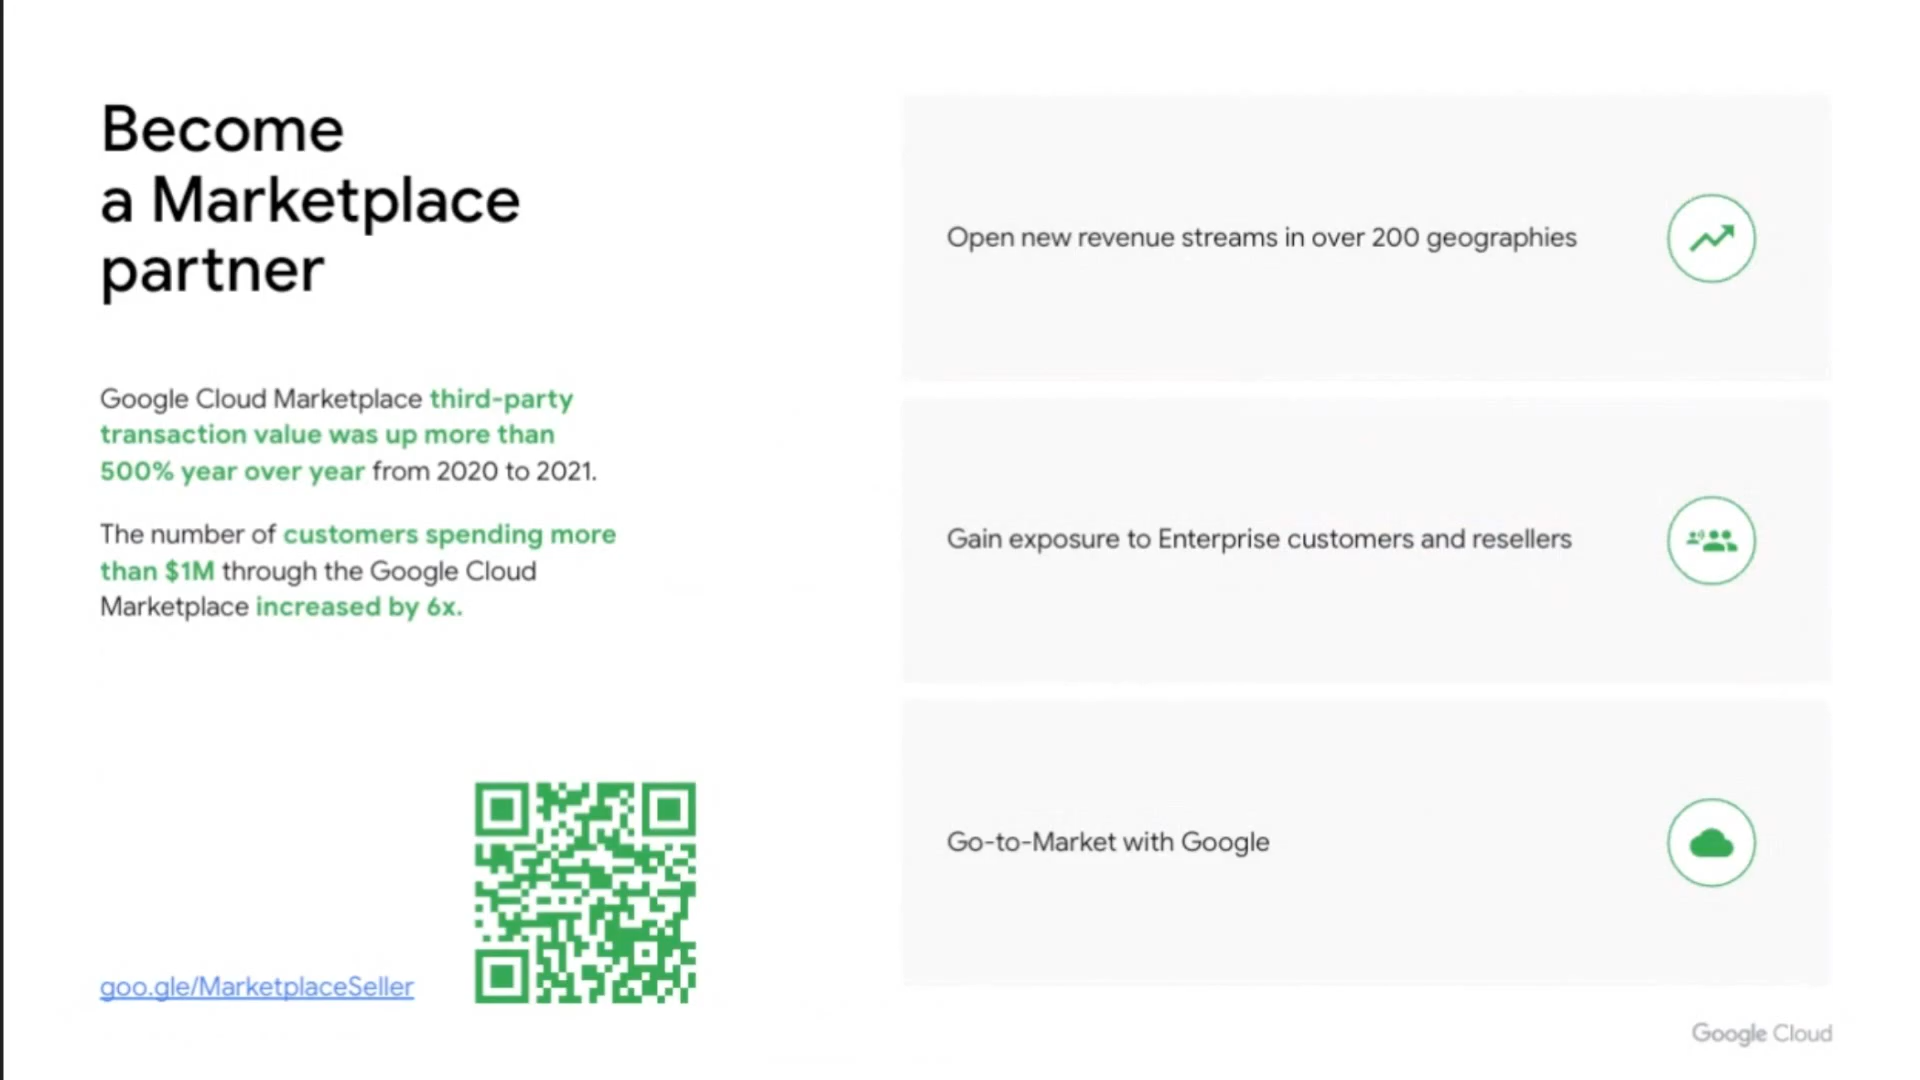 Become
a Marketplace
partner
Google Cloud Marketplace third-party
transaction value was up more than
500% year over year from 2020 to 2021.
The number of customers spending more
than $1M through the Google Cloud
Marketplace increased by 6x.
goo.gle/MarketplaceSeller
Open new revenue streams in over 200 geographies
Gain exposure to Enterprise customers and resellers
Go-to-Market with Google
Google Cloud